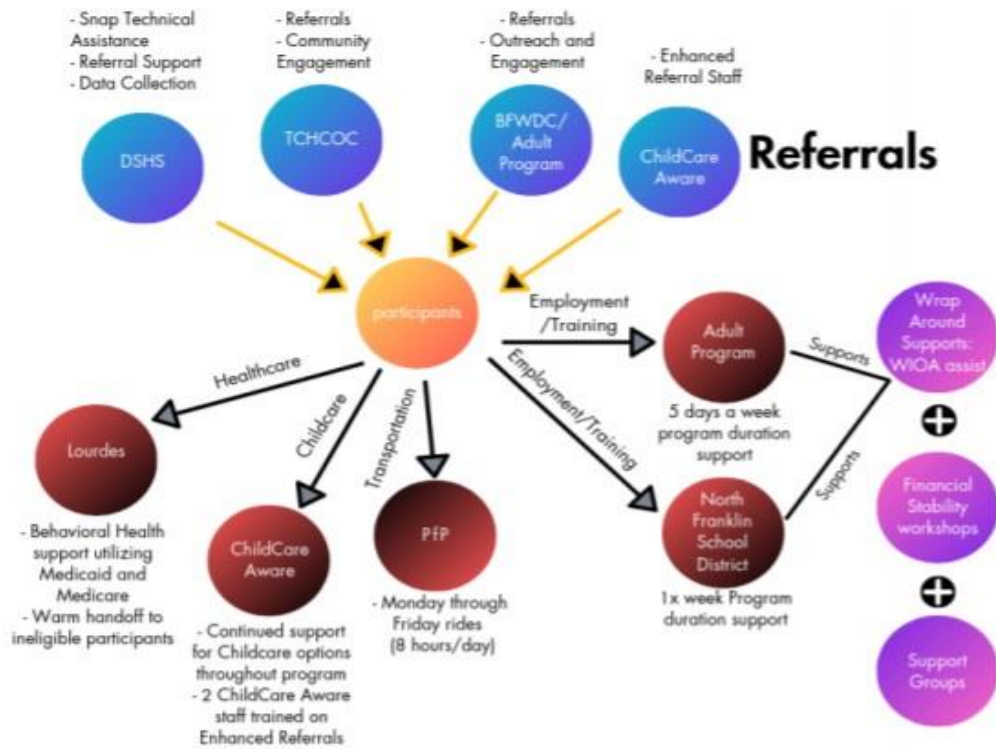 - Snap Technical
Assistance
- Referral Support
- Data Collection
- Referrals
- Community
Engagement
- Referrals
- Outreach and
Engagement
- Enhanced
Referral Staff
DSHS
TCHCOC
BFWDC/
Adult
Program
ChildCare
Aware
Referrals
participants
Employment
/Training
Adult
Program
5 days a week
program duration
support
Supports
Wrap
Around
Supports:
WIOA assist
Healthcare
Childcare
Transportation
Employment/Training
Lourdes
- Behavioral Health
support utilizing
Medicaid and
Medicare
- Warm handoff to
ineligible participants
ChildCare
Aware
- Continued support
for Childcare options
throughout program
- 2 ChildCare Aware
staff trained on
Enhanced Referrals
PfP
- Monday through
Friday rides
(8 hours/day)
North
Franklin
School
District
1x week Program
duration support
Supports
Financial
Stability
workshops
Support
Groups